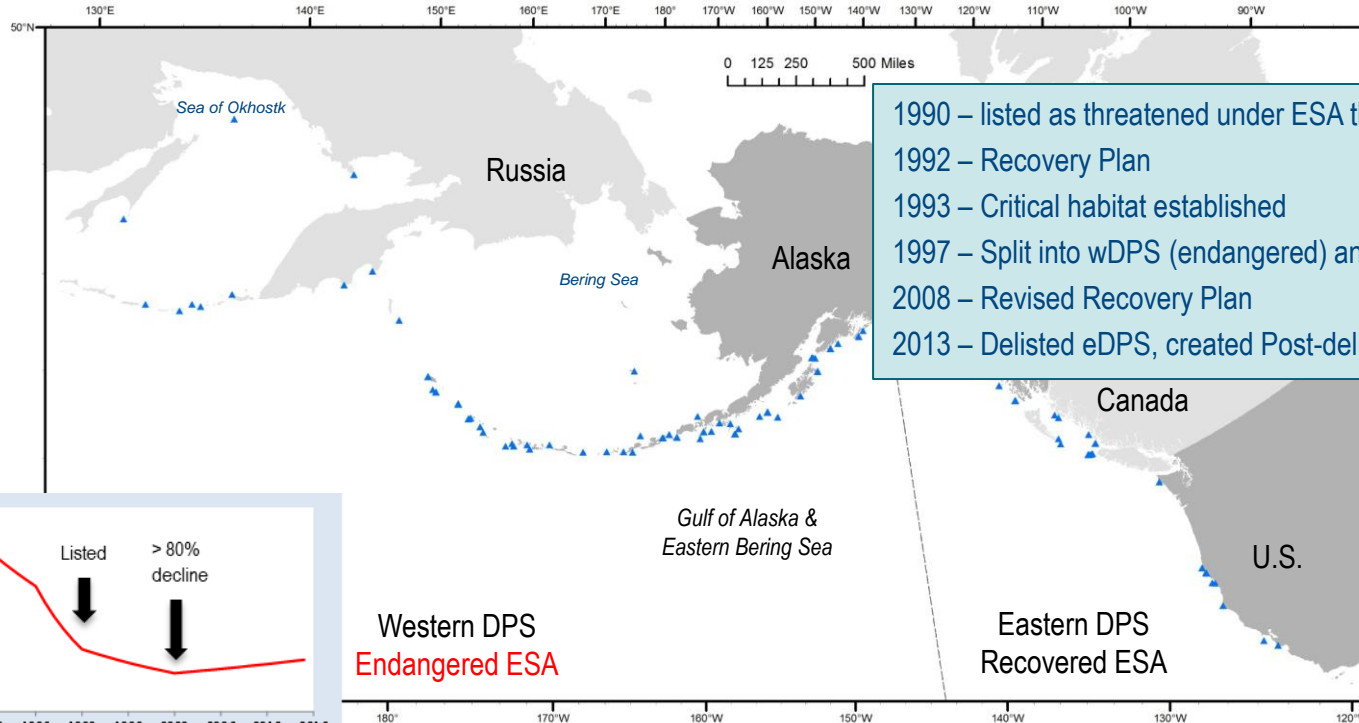 130°E 140°E 150°E 160°E 170°E 180° 170°W 160°W 150°W 140°W 130°W 120°W 110°W 100°W 90°W
50°N
0 125 250 500 Miles
Sea of Okhostk
Russia
Bering Sea
Alaska
1990 – listed as threatened under ESA t
1992 – Recovery Plan
1993 – Critical habitat established
1997 – Split into wDPS (endangered) an
2008 – Revised Recovery Plan
2013 – Delisted eDPS, created Post-del
Canada
Gulf of Alaska &
Eastern Bering Sea
U.S.
Listed
> 80%
decline
Western DPS
Endangered ESA
Eastern DPS
Recovered ESA
180° 170°W 160°W 150°W 140°W 130°W 120°W